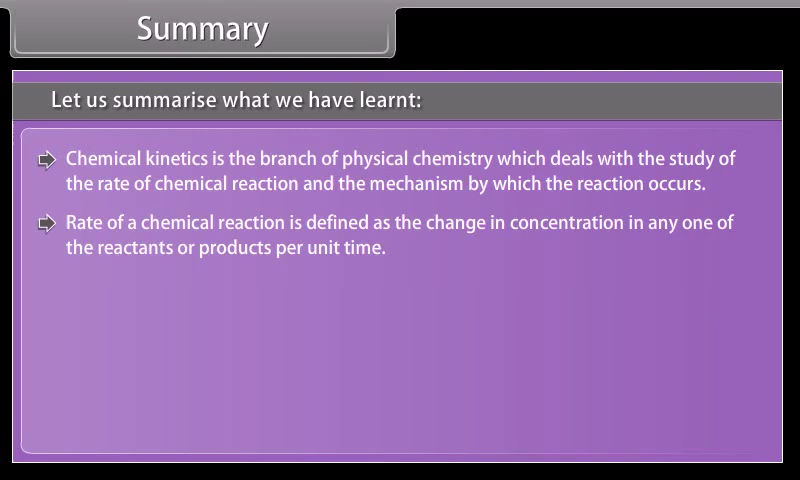 Summary
Let us summarise what we have learnt:
Chemical kinetics is the branch of physical chemistry which deals with the study of
the rate of chemical reaction and the mechanism by which the reaction occurs.
Rate of a chemical reaction is defined as the change in concentration in any one of
the reactants or products per unit time.